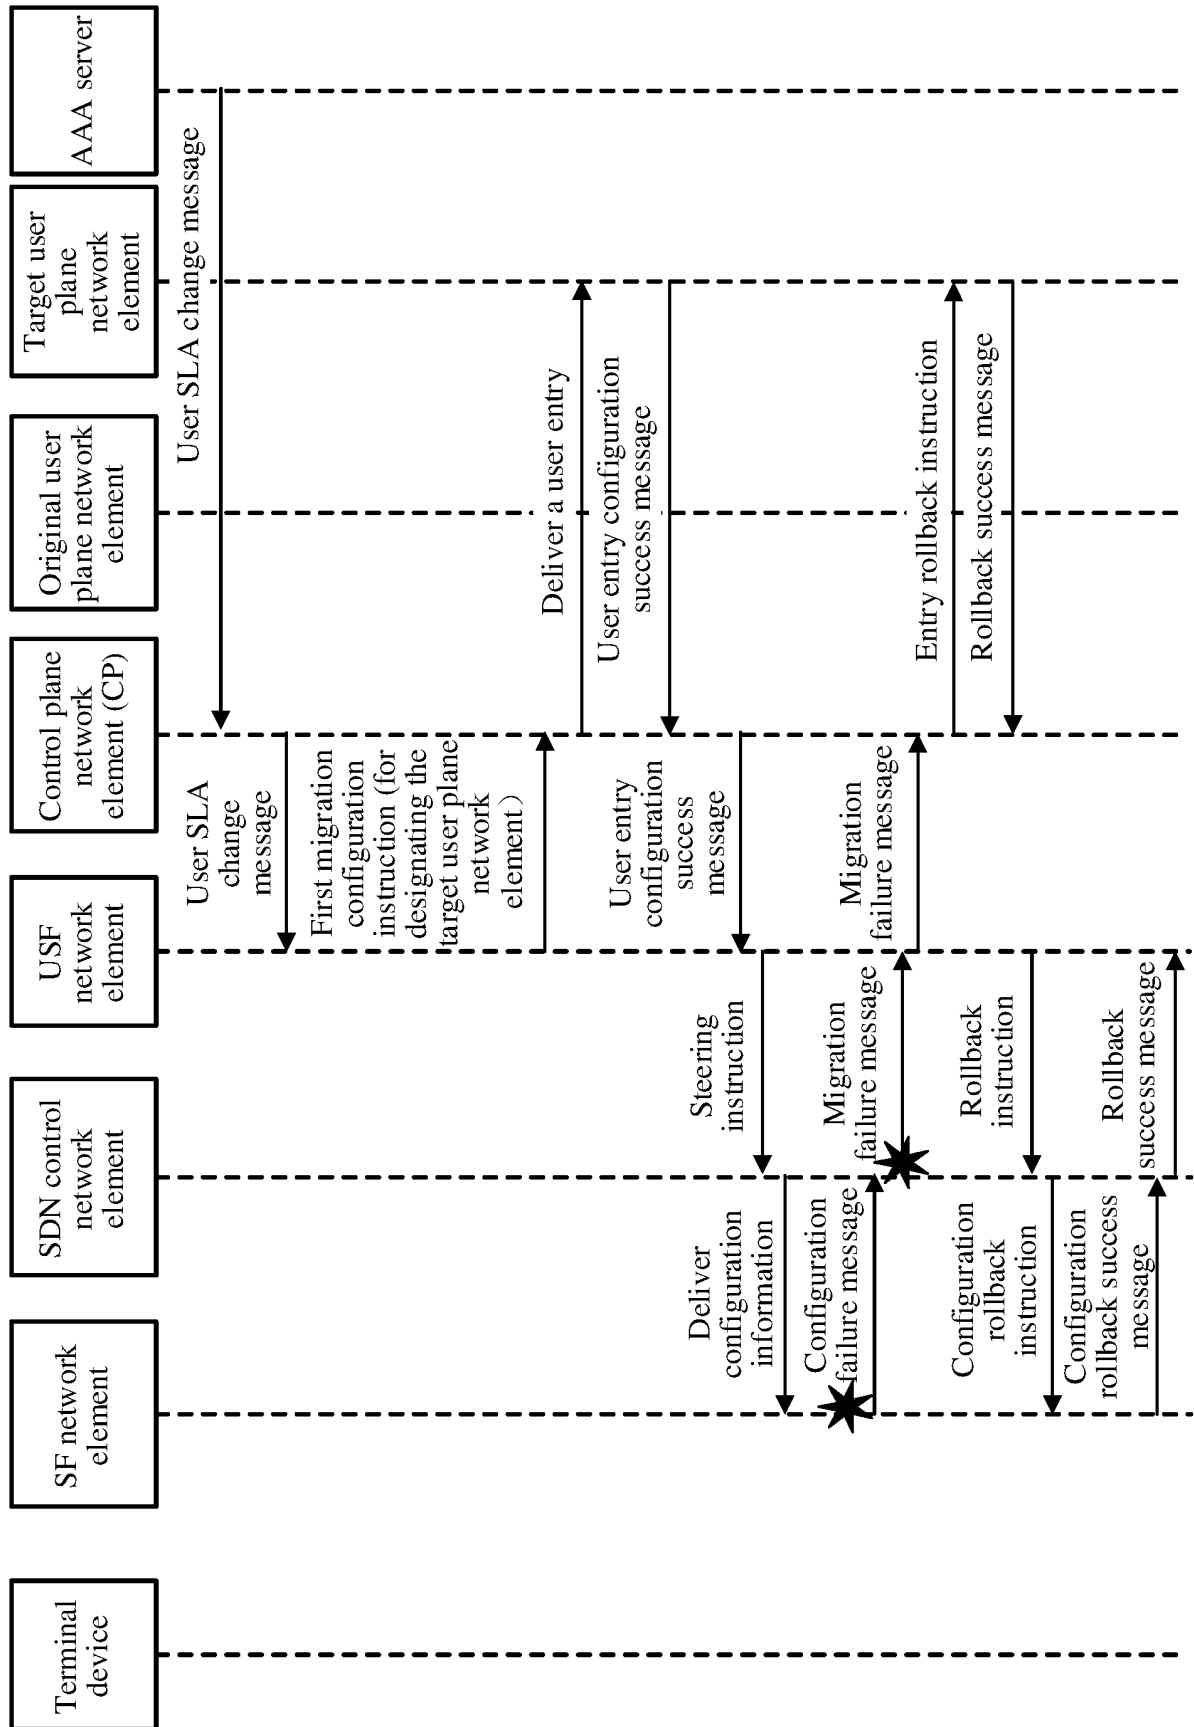 Terminal
device
SF network
element
SDN control
network
element
USF
network
element
Control plane
network
element (CP)
Original user
plane network
element
Target user
plane
network
element
AAA server
User SLA change message
User SLA
change
message
First migration
configuration
instruction (for
designating the
target user plane
network
element)
Deliver a user entry
User entry configuration
success message
User entry
configuration
success
message
Steering
instruction
Deliver
configuration
information
Configuration
failure message
Migration
failure message
Migration
failure message
Entry rollback instruction
Rollback success message
Rollback
instruction
Configuration
rollback
instruction
Configuration
rollback success
message
Rollback
success message